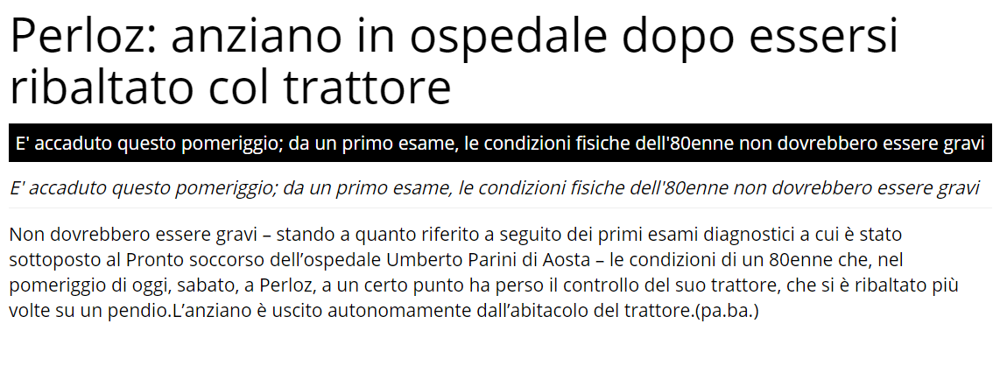 Perloz: anziano in ospedale dopo essersi
ribaltato col trattore
E' accaduto questo pomeriggio; da un primo esame, le condizioni fisiche dell'80enne non dovrebbero essere gravi
E' accaduto questo pomeriggio; da un primo esame, le condizioni fisiche dell'80enne non dovrebbero essere gravi
Non dovrebbero essere gravi – stando a quanto riferito a seguito dei primi esami diagnostici a cui è stato
sottoposto al Pronto soccorso dell’ospedale Umberto Parini di Aosta – le condizioni di un 80enne che, nel
pomeriggio di oggi, sabato, a Perloz, a un certo punto ha perso il controllo del suo trattore, che si è ribaltato più
volte su un pendio.L’anziano è uscito autonomamente dall’abitacolo del trattore.(pa.ba.)